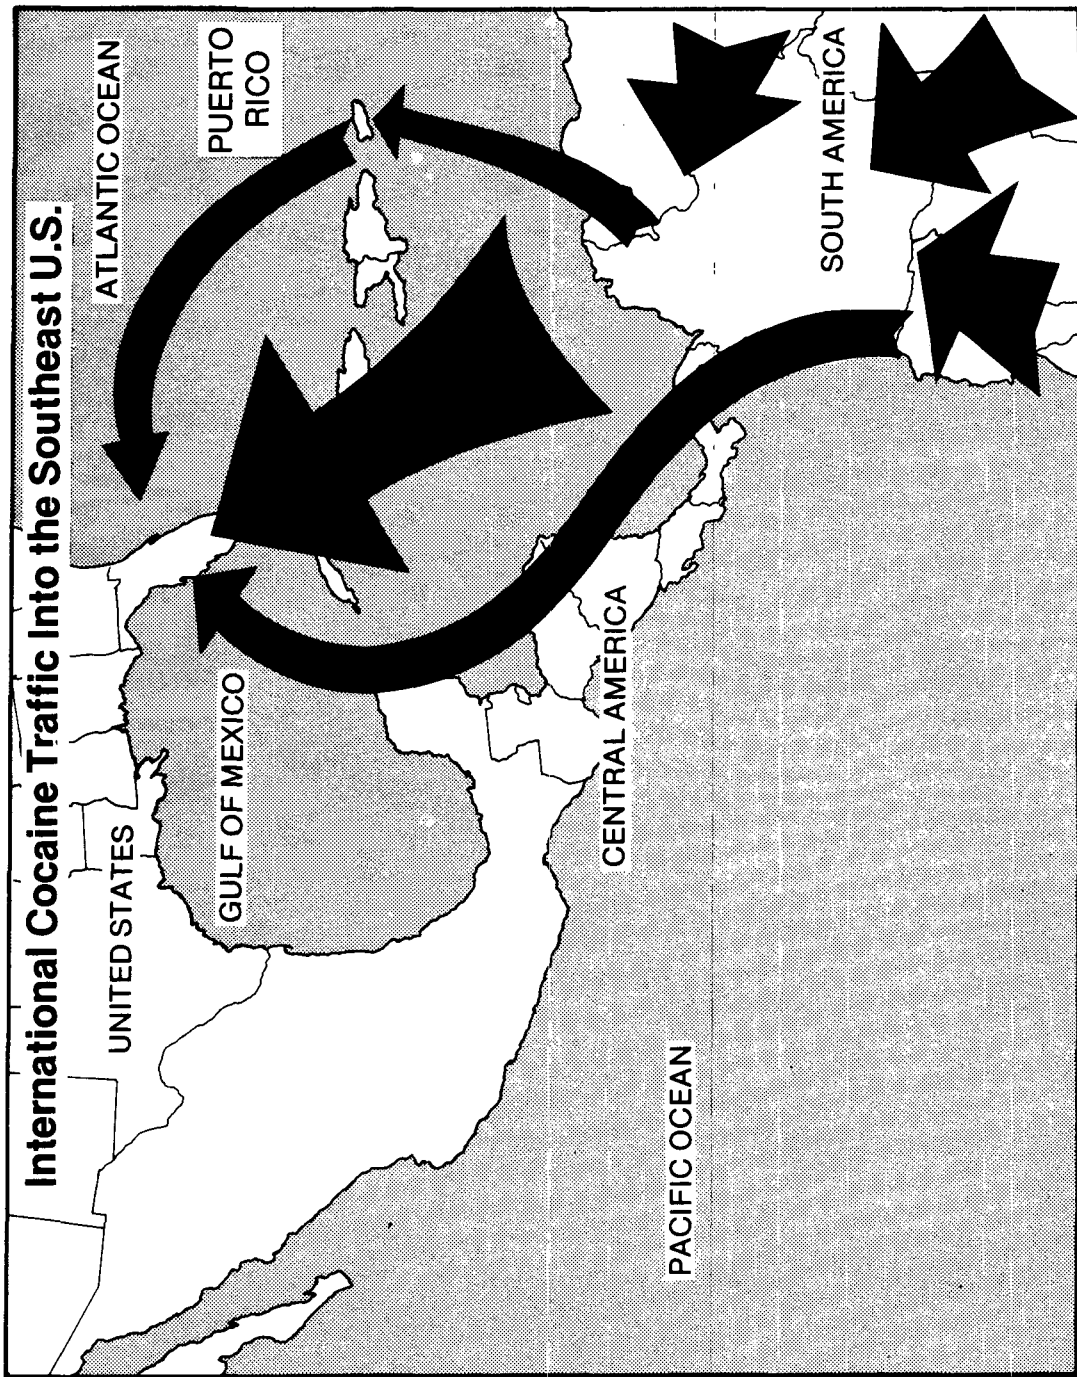 International Cocaine Traffic Into the Southeast U.S.
UNITED STATES
ATLANTIC OCEAN
PUERTO
RICO
GULF OF MEXICO
CENTRAL AMERICA
SOUTH AMERICA
PACIFIC OCEAN